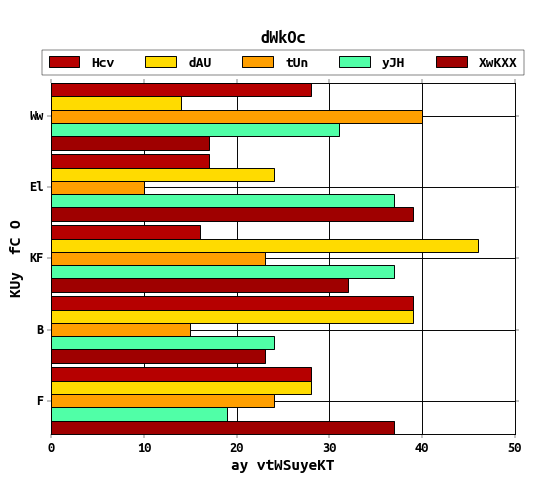 dWkOc
Hcv dAU tUn yJH XwKXX
Ww
El
KF
B
F
KUy  fC O
0 10 20 30 40 50
ay vtWSuyeKT